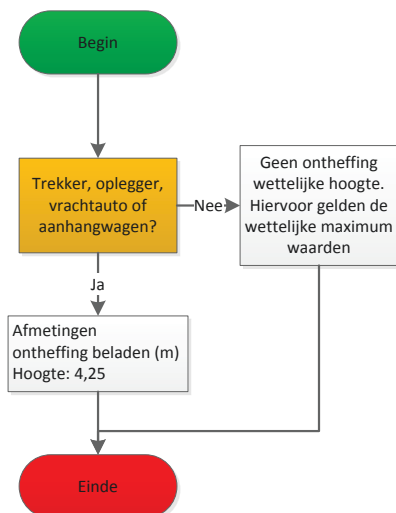 Begin
Trekker, oplegger,
vrachtauto of
aanhangwagen?
Nee
Geen ontheffing
wettelijke hoogte.
Hiervoor gelden de
wettelijke maximum
waarden
Ja
Afmetingen
ontheffing beladen (m)
Hoogte: 4,25
Einde